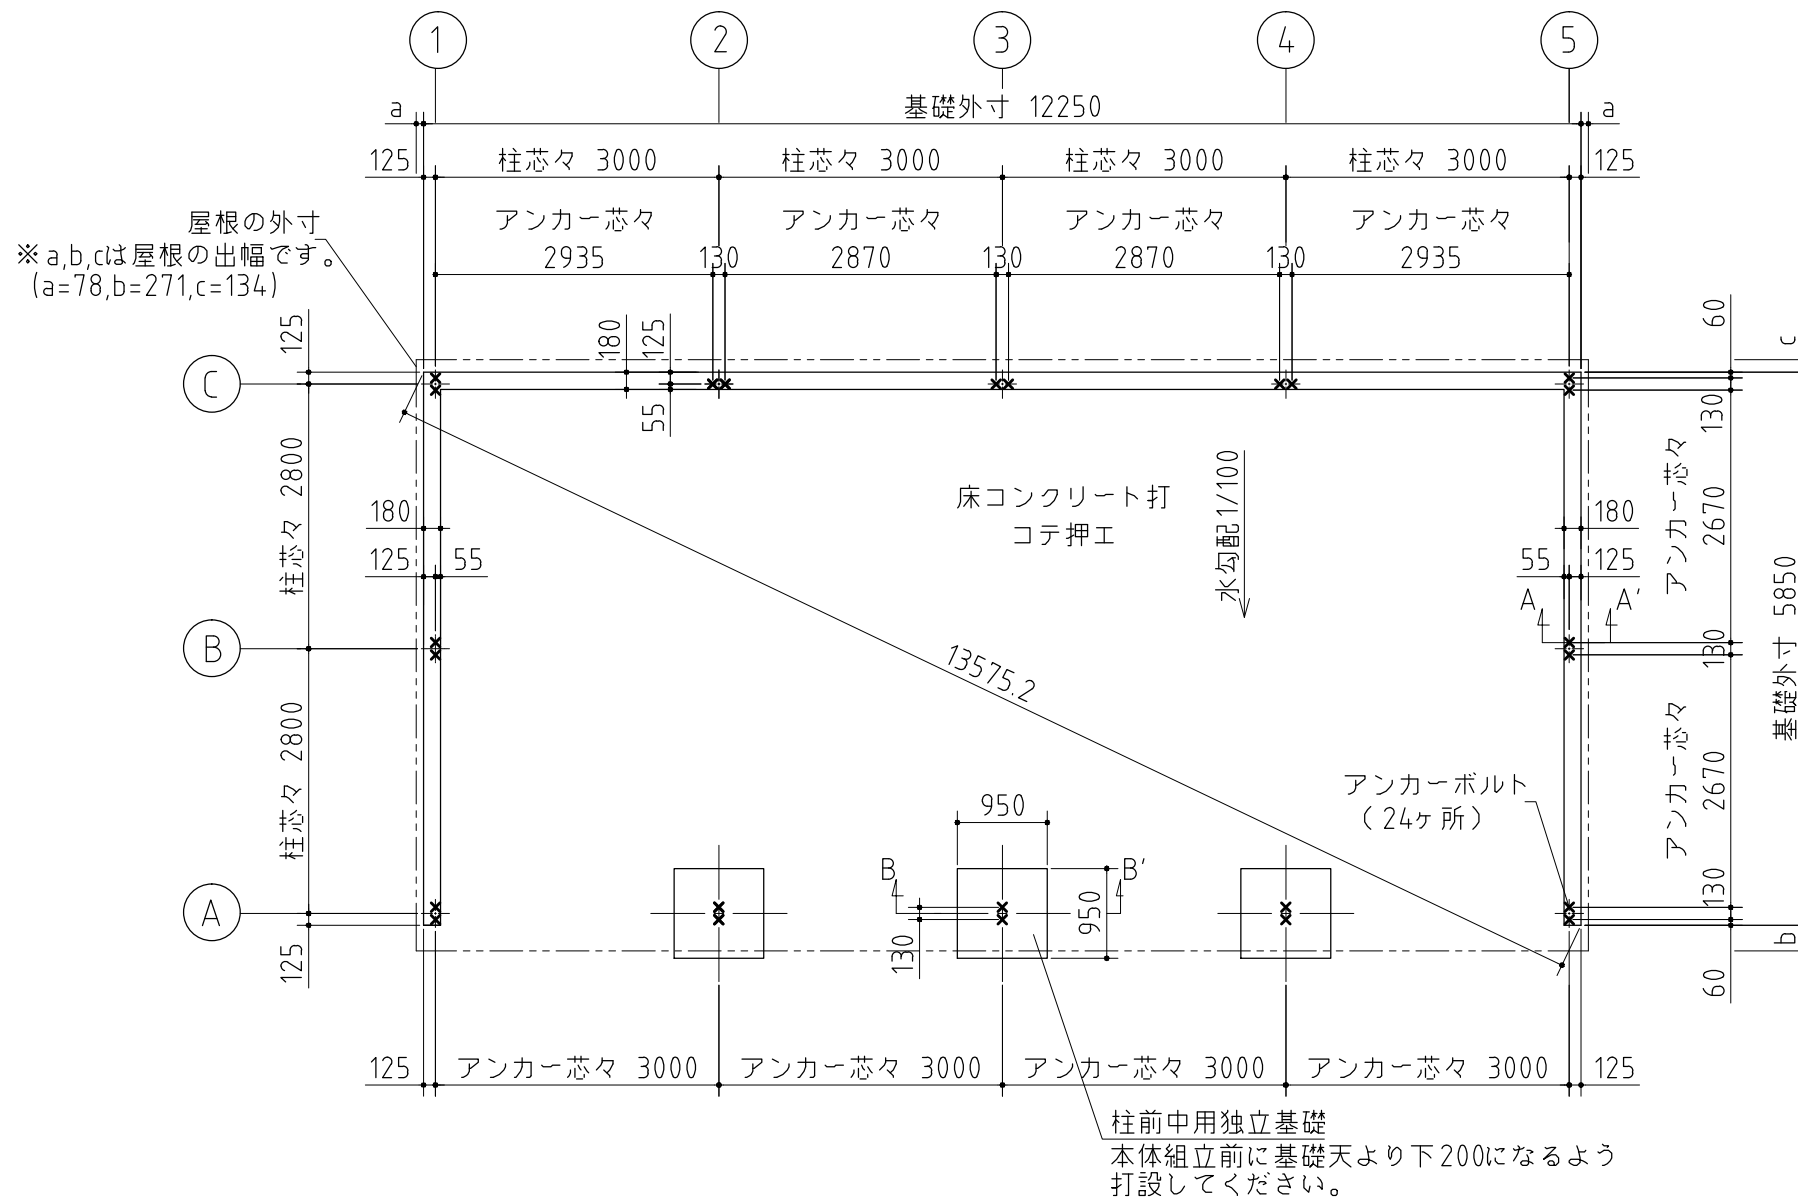 1 2 3 4 5
a 基礎外寸 12250 a
125 柱芯々 3000 柱芯々 3000 柱芯々 3000 柱芯々 3000 125
アンカー芯々 アンカー芯々 アンカー芯々 アンカー芯々
2935 130 2870 130 2870 130 2935
屋根の外寸
※a,b,cは屋根の出幅です。
(a=78,b=271,c=134)
125
180
125
55
60
c
C
130
柱芯々 2800
アンカー芯々 2670
床コンクリート打
コテ押エ
水勾配1/100
180
125 55
180
55 125
A A'
基礎外寸 5850
B
130
13575.2
柱芯々 2800
アンカー芯々 2670
アンカーボルト
(24ヶ所)
950
B B'
950
130
A
130
125
b
60
125 アンカー芯々 3000 アンカー芯々 3000 アンカー芯々 3000 アンカー芯々 3000 125
柱前中用独立基礎
本体組立前に基礎天より下200になるよう
打設してください。